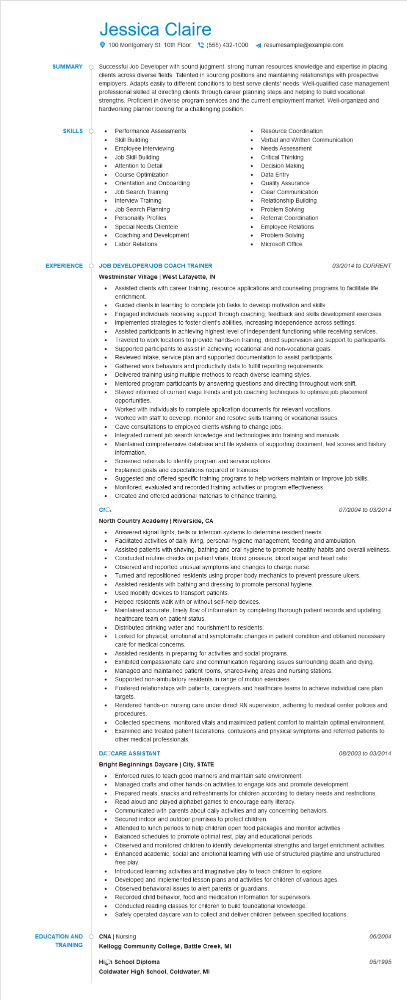 Jessica Claire
100 Montgomery St. 10th Floor (555) 432-1000 resumesample@example.com
SUMMARY
Successful Job Developer with sound judgment, strong human resources knowledge and expertise in placing
clients across diverse fields. Talented in sourcing positions and maintaining relationships with prospective
employers. Adapts easily to different conditions to best serve clients' needs. Well-qualified case management
professional skilled at directing clients through career planning steps and helping to build vocational
strengths. Proficient in diverse program services and the current employment market. Well-organized and
hardworking planner looking for a challenging position.
SKILLS
• Performance Assessments
• Skill Building
• Employee Interviewing
• Job Skill Building
• Attention to Detail
• Course Optimization
• Orientation and Onboarding
• Job Search Training
• Interview Training
• Job Search Planning
• Personality Profiles
• Special Needs Clientele
• Coaching and Development
• Labor Relations
• Resource Coordination
• Verbal and Written Communication
• Needs Assessment
• Critical Thinking
• Decision Making
• Data Entry
• Quality Assurance
• Clear Communication
• Relationship Building
• Problem Solving
• Referral Coordination
• Employee Relations
• Problem-Solving
• Microsoft Office
EXPERIENCE
JOB DEVELOPER/JOB COACH TRAINER 03/2014 to CURRENT
Westminster Village | West Lafayette, IN
• Assisted clients with career training, resource applications and counseling programs to facilitate life
enrichment.
• Guided clients in learning to complete job tasks to develop motivation and skills.
• Engaged individuals receiving support through coaching, feedback and skills development exercises.
• Implemented strategies to foster client's abilities, increasing independence across settings.
• Assisted participants in achieving highest level of independent functioning while receiving services.
• Traveled to work locations to provide hands-on training, direct supervision and support to participants.
• Supported participants to assist in achieving vocational and non-vocational goals.
• Reviewed intake, service plan and supported documentation to assist participants.
• Gathered work behaviors and productivity data to fulfill reporting requirements.
• Delivered training using multiple methods to reach diverse learning styles.
• Mentored program participants by answering questions and directing throughout work shift.
• Stayed informed of current wage trends and job coaching techniques to optimize job placement
opportunities.
• Worked with individuals to complete application documents for relevant vocations.
• Worked with staff to develop, monitor and resolve skills training or vocational issues.
• Gave consultations to employed clients wishing to change jobs.
• Integrated current job search knowledge and technologies into training and manuals.
• Maintained comprehensive database and file systems of supporting document, test scores and history
information.
• Screened referrals to identify program and service options.
• Explained goals and expectations required of trainees.
• Suggested and offered specific training programs to help workers maintain or improve job skills.
• Monitored, evaluated and recorded training activities or program effectiveness.
• Created and offered additional materials to enhance training.
CNA 07/2004 to 03/2014
North Country Academy | Riverside, CA
• Answered signal lights, bells or intercom systems to determine resident needs.
• Facilitated activities of daily living, personal hygiene management, feeding and ambulation.
• Assisted patients with shaving, bathing and oral hygiene to promote healthy habits and overall wellness.
• Conducted routine checks on patient vitals, blood pressure, blood sugar and heart rate.
• Observed and reported unusual symptoms and changes to charge nurse.
• Turned and repositioned residents using proper body mechanics to prevent pressure ulcers.
• Assisted residents with bathing and dressing to promote personal hygiene.
• Used mobility devices to transport patients.
• Helped residents walk with or without self-help devices.
• Maintained accurate, timely flow of information by completing thorough patient records and updating
healthcare team on patient status.
• Distributed drinking water and nourishment to residents.
• Looked for physical, emotional and symptomatic changes in patient condition and obtained necessary
care for medical concerns.
• Assisted residents in preparing for activities and social programs.
• Exhibited compassionate care and communication regarding issues surrounding death and dying.
• Managed and maintained patient rooms, shared-living areas and nursing stations.
• Supported non-ambulatory residents in range of motion exercises.
• Fostered relationships with patients, caregivers and healthcare teams to achieve individual care plan
targets.
• Rendered hands-on nursing care under direct RN supervision, adhering to medical center policies and
procedures.
• Collected specimens, monitored vitals and maximized patient comfort to maintain optimal environment.
• Examined and treated patient lacerations, contusions and physical symptoms and referred patients to
other medical professionals.
DAYCARE ASSISTANT 08/2003 to 03/2014
Bright Beginnings Daycare | City, STATE
• Enforced rules to teach good manners and maintain safe environment.
• Managed crafts and other hands-on activities to engage kids and promote development.
• Prepared meals, snacks and refreshments for children according to dietary needs and restrictions.
• Read aloud and played alphabet games to encourage early literacy.
• Communicated with parents about daily activities and any concerning behaviors.
• Secured indoor and outdoor premises to protect children.
• Attended to lunch periods to help children open food packages and monitor activities
• Balanced schedules to promote optimal rest, play and educational periods.
• Observed and monitored children to identify developmental strengths and target enrichment activities.
• Enhanced academic, social and emotional learning with use of structured playtime and unstructured
free play.
• Introduced learning activities and imaginative play to teach children to explore.
• Developed and implemented lesson plans and activities for children of various ages.
• Observed behavioral issues to alert parents or guardians.
• Recorded child behavior, food and medication information for supervisors.
• Conducted reading classes for children to build foundational knowledge.
• Safely operated daycare van to collect and deliver children between specified locations.
EDUCATION AND
TRAINING
CNA | Nursing 06/2004
Kellogg Community College, Battle Creek, MI
High School Diploma 05/1995
Coldwater High School, Coldwater, MI